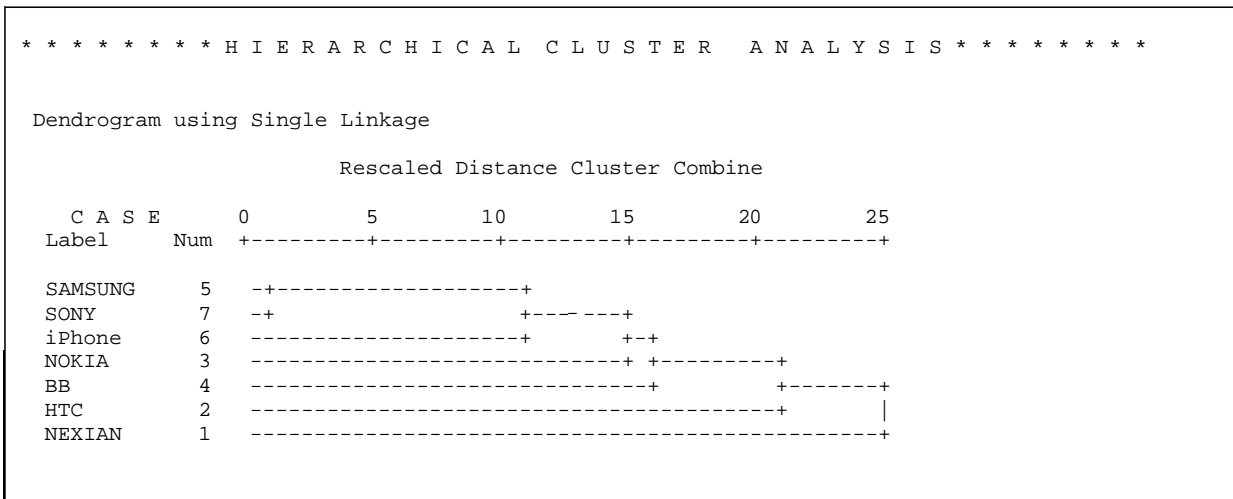 * * * * * * * * H I E R A R C H I C A L  C L U S T E R   A N A L Y S I S * * * * * * * *
Dendrogram using Single Linkage
Rescaled Distance Cluster Combine
C A S E      0         5        10        15        20        25
Label     Num  +---------+---------+---------+---------+---------+
SAMSUNG     5   -+-------------------+
SONY        7   -+                   +-------+
iPhone      6   ---------------------+       +-+
NOKIA       3   -----------------------------+ +---------+
BB          4   -------------------------------+         +-------+
HTC         2   -----------------------------------------+       |
NEXIAN      1   -------------------------------------------------+